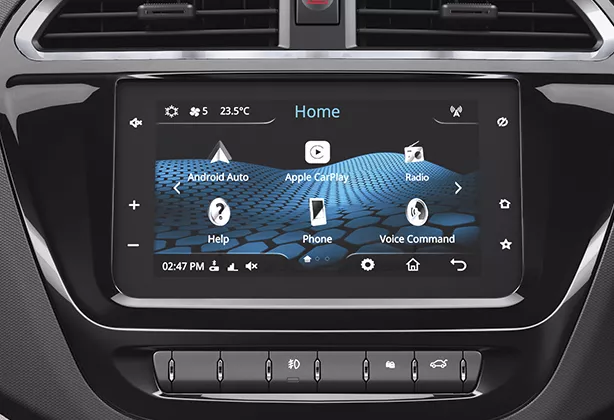 5 23.5°C Home
Android Auto Apple CarPlay Radio
Help Phone Voice Command
02:47 PM